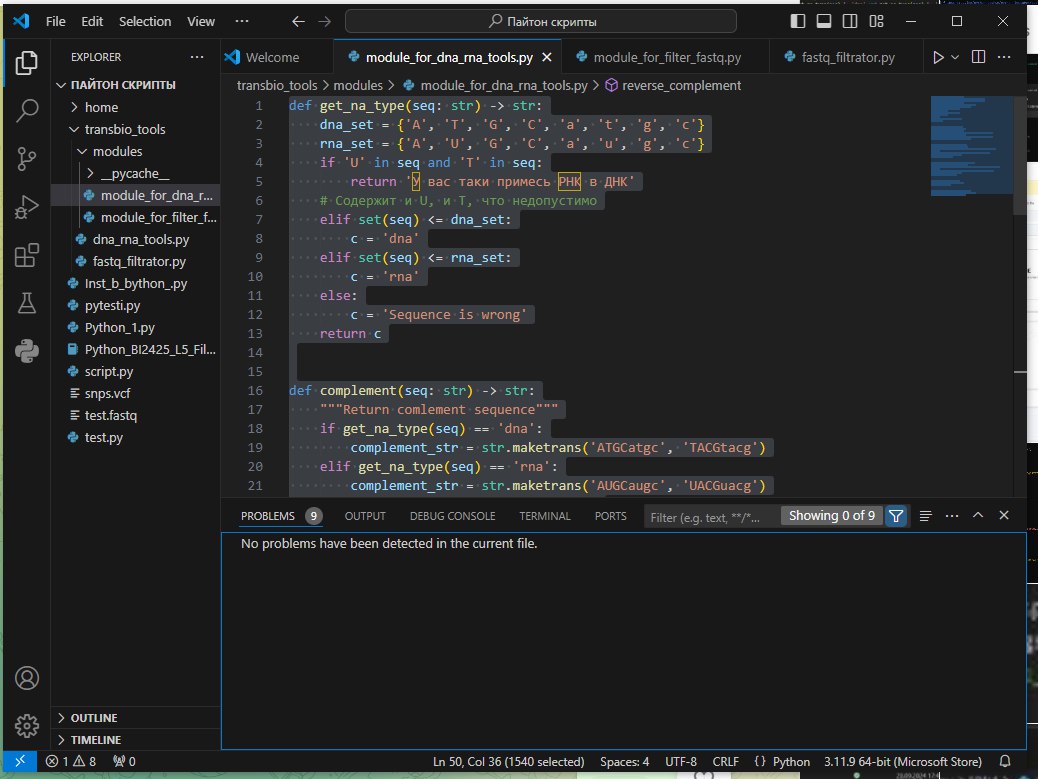 File Edit Selection View ··· Пайтон скрипты
EXPLORER ···
ПАЙТОН СКРИПТЫ
home
transbio_tools
modules
__pycache__
module_for_dna_r...
module_for_filter_f...
dna_rna_tools.py
fastq_filtrator.py
Inst_b_bython_.py
pytesti.py
Python_1.py
Python_BI2425_L5_Fil...
script.py
snps.vcf
test.fastq
test.py
OUTLINE
TIMELINE
Welcome module_for_dna_rna_tools.py module_for_filter_fastq.py fastq_filtrator.py ···
transbio_tools > modules > module_for_dna_rna_tools.py > reverse_complement
1 def get_na_type(seq: str) -> str:
2 dna_set = {'A', 'T', 'G', 'C', 'a', 't', 'g', 'c'}
3 rna_set = {'A', 'U', 'G', 'C', 'a', 'u', 'g', 'c'}
4 if 'U' in seq and 'T' in seq:
5 return 'У вас таки примесь РНК в ДНК'
6 # Содержит и U, и T, что недопустимо
7 elif set(seq) <= dna_set:
8 c = 'dna'
9 elif set(seq) <= rna_set:
10 c = 'rna'
11 else:
12 c = 'Sequence is wrong'
13 return c
14
15
16 def complement(seq: str) -> str:
17 """Return comlement sequence"""
18 if get_na_type(seq) == 'dna':
19 complement_str = str.maketrans('ATGCatgc', 'TACGtacg')
20 elif get_na_type(seq) == 'rna':
21 complement_str = str.maketrans('AUGCaugc', 'UACGuacg')
PROBLEMS 9 OUTPUT DEBUG CONSOLE TERMINAL PORTS Filter (e.g. text, **/*... Showing 0 of 9 ···
No problems have been detected in the current file.
1 8 0 Ln 50, Col 36 (1540 selected) Spaces: 4 UTF-8 CRLF {} Python 3.11.9 64-bit (Microsoft Store)